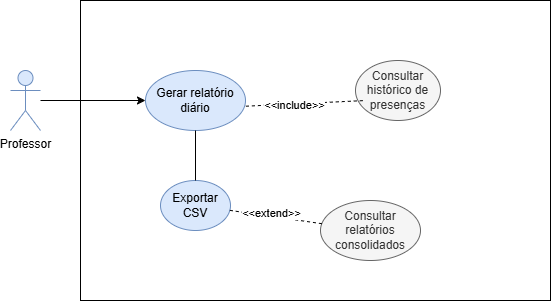 Gerar relatório
diário
<<include>>
Consultar
histórico de
presenças
Professor
Exportar
CSV
<<extend>>
Consultar
relatórios
consolidados